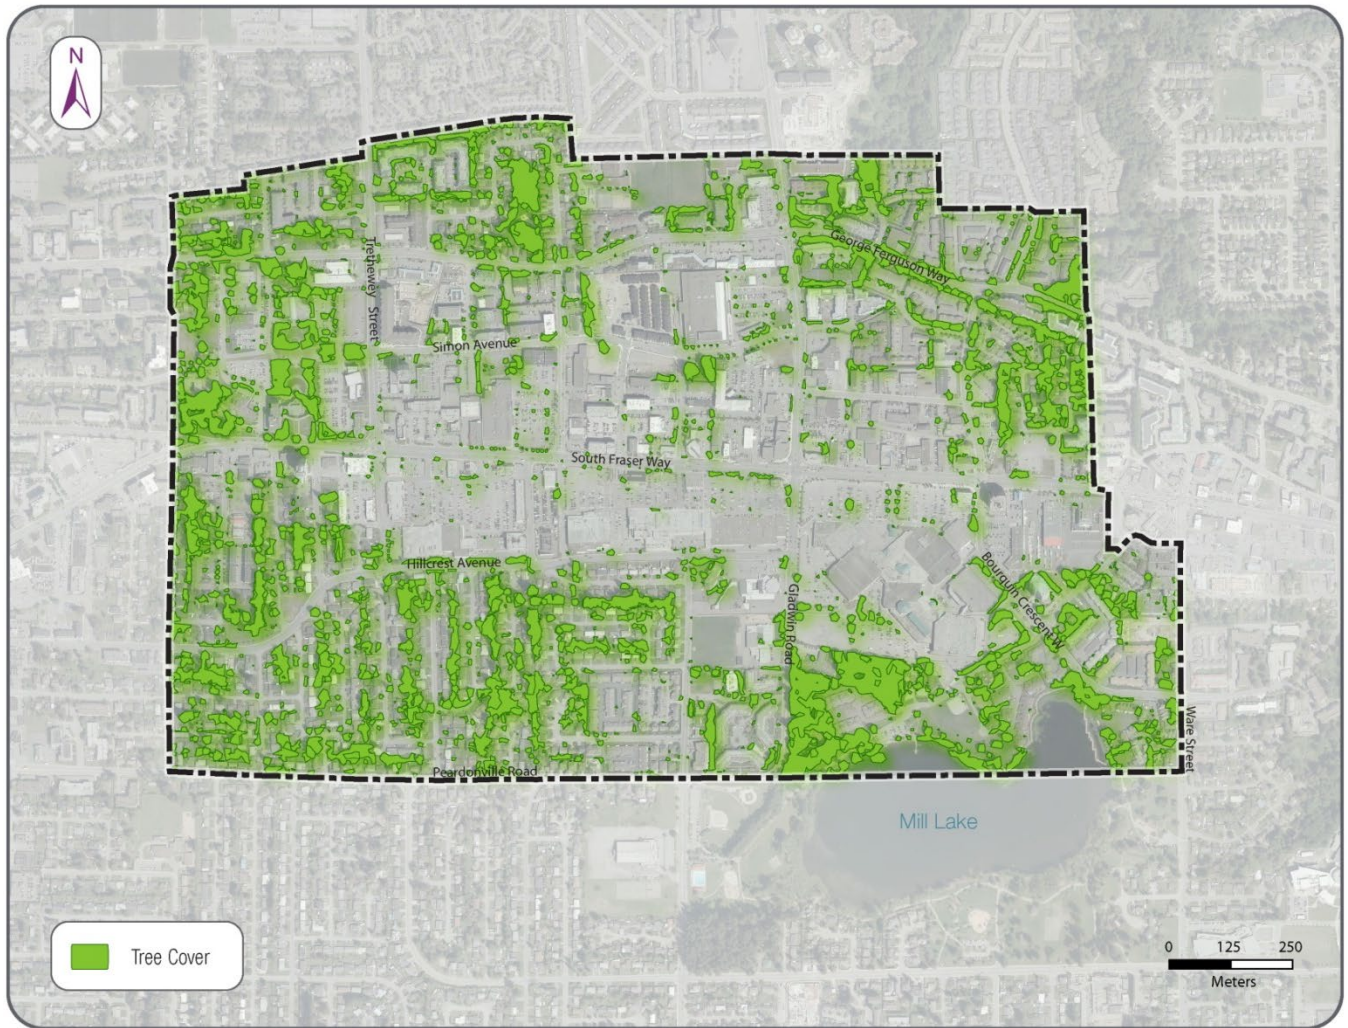 N
George Ferguson Way
Trethewey Street
Simon Avenue
South Fraser Way
Hillcrest Avenue
Bourquin Crescent W
Gladwin Road
Ware Street
Peardonville Road
Mill Lake
Tree Cover
0 125 250
Meters